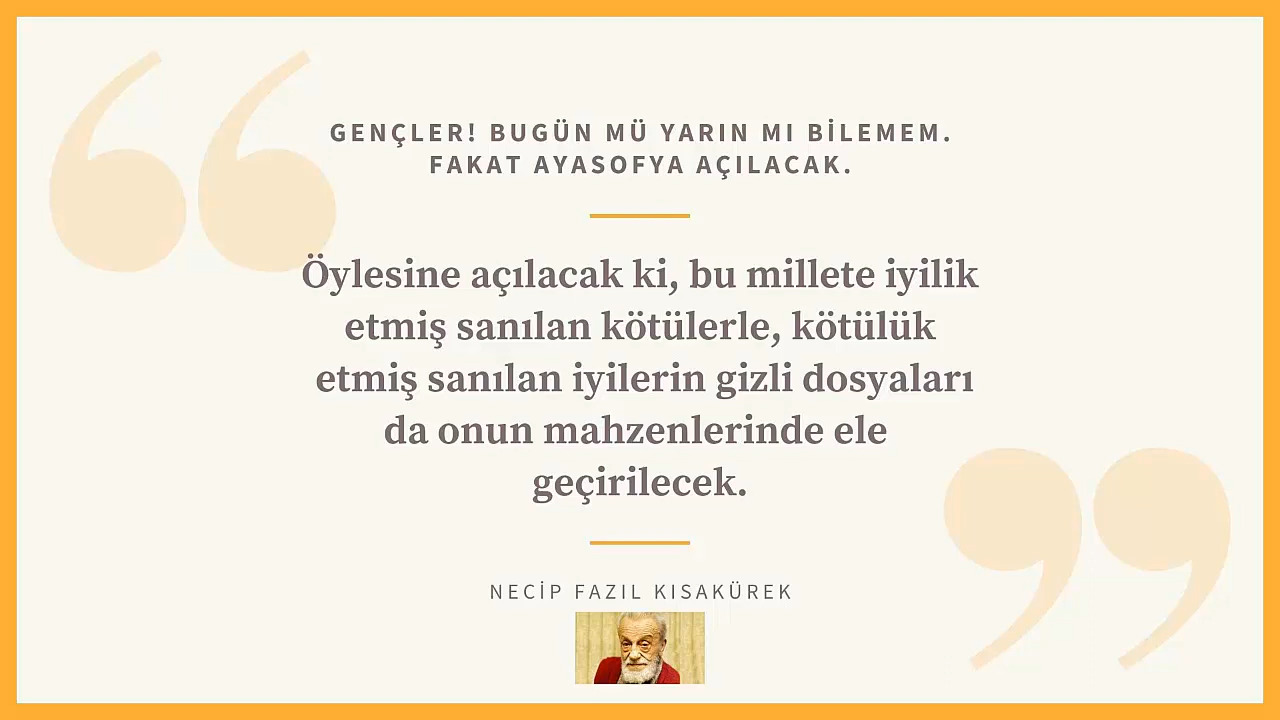 GENÇLER! BUGÜN MÜ YARIN MI BİLEMEM.
FAKAT AYASOFYA AÇILACAK.
Öylesine açılacak ki, bu millete iyilik
etmiş sanılan kötülerle, kötülük
etmiş sanılan iyilerin gizli dosyaları
da onun mahzenlerinde ele
geçirilecek.
NECİP FAZIL KISAKÜREK